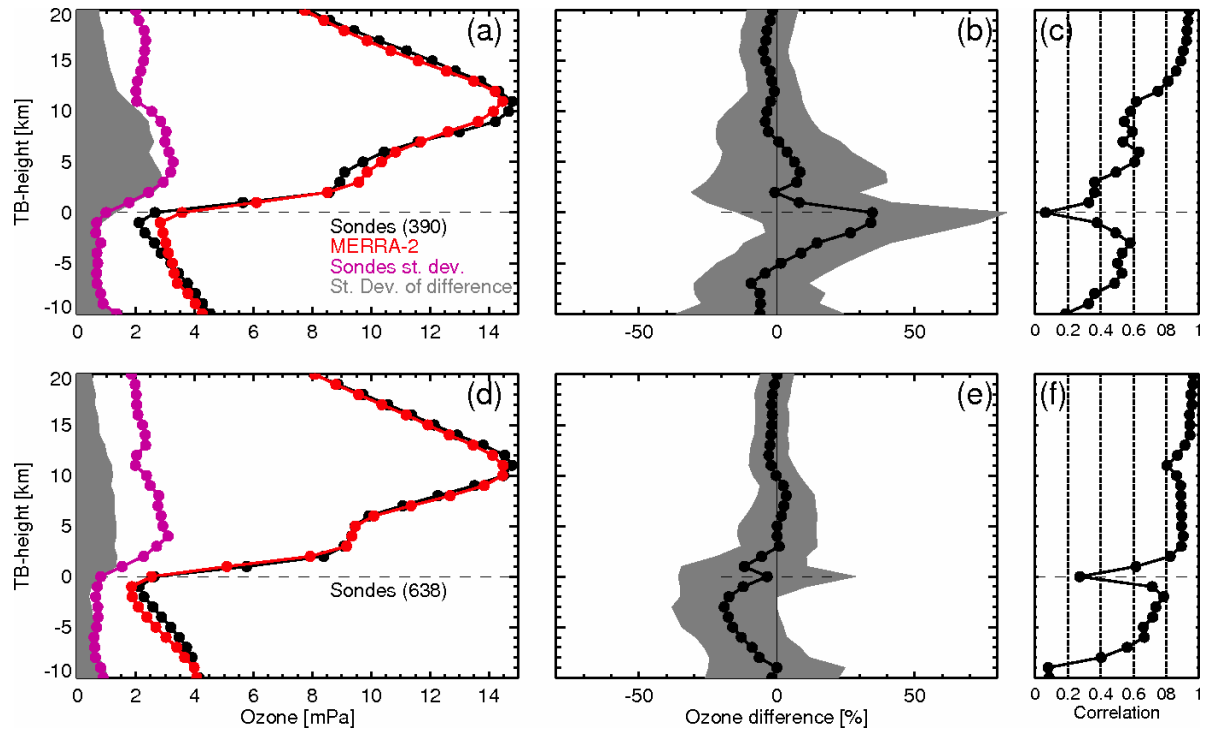 (a)
(b)
(c)
TB-height [km]
20
15
10
5
0
-5
-10
Sondes (390)
MERRA-2
Sondes st. dev.
St. Dev. of difference
0 2 4 6 8 10 12 14
-50 0 50
0.2 0.4 0.6 08 1
(d)
(e)
(f)
TB-height [km]
20
15
10
5
0
-5
-10
Sondes (638)
0 2 4 6 8 10 12 14
-50 0 50
0.2 0.4 0.6 08 1
Ozone [mPa]
Ozone difference [%]
Correlation